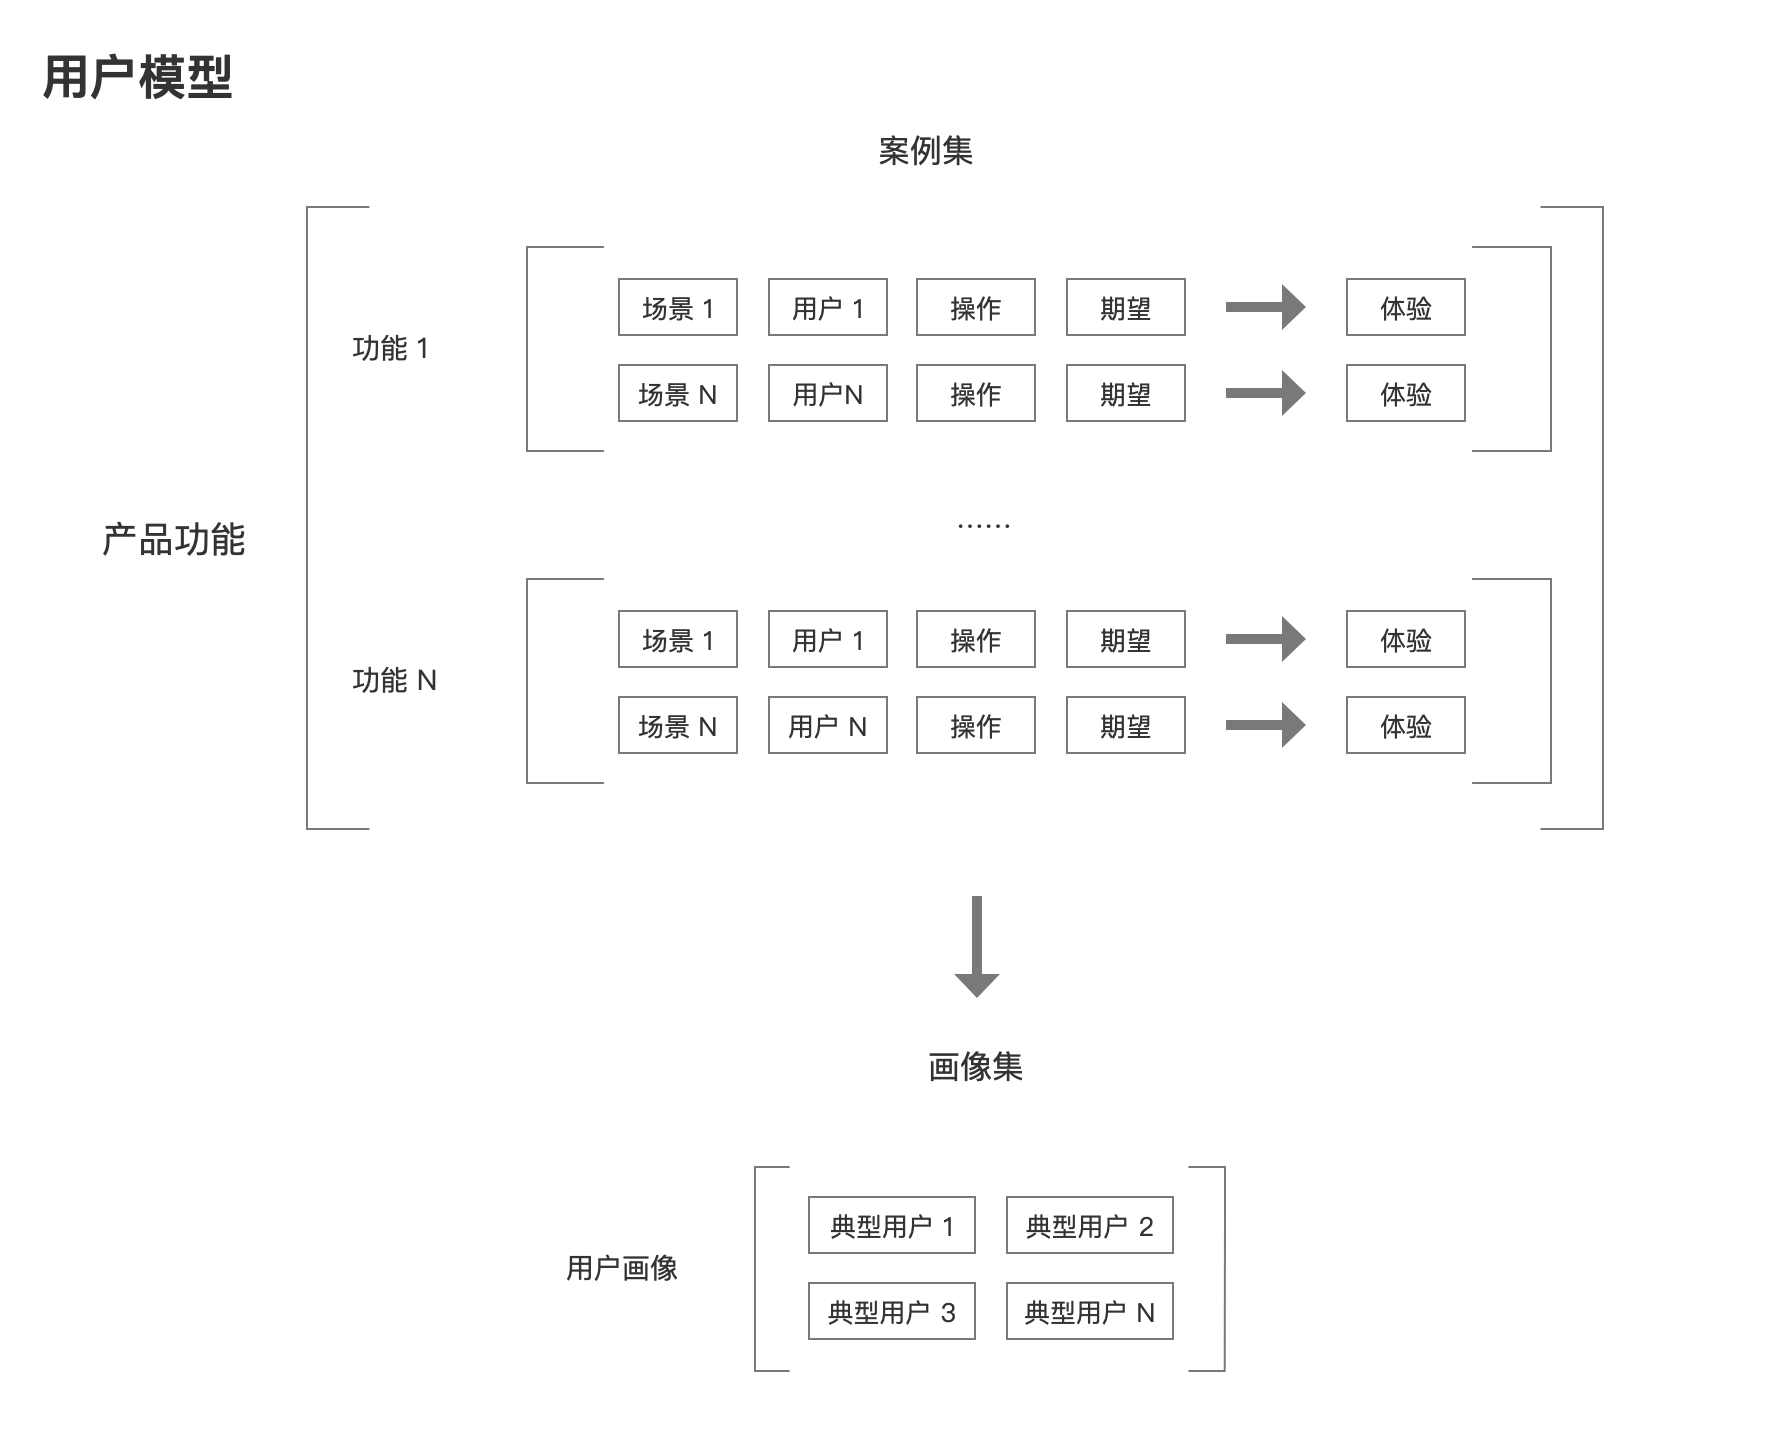 用户模型
案例集
场景 1 用户 1 操作 期望 体验
功能 1
场景 N 用户N 操作 期望 体验
产品功能
......
场景 1 用户 1 操作 期望 体验
功能 N
场景 N 用户 N 操作 期望 体验
画像集
典型用户 1 典型用户 2
用户画像
典型用户 3 典型用户 N